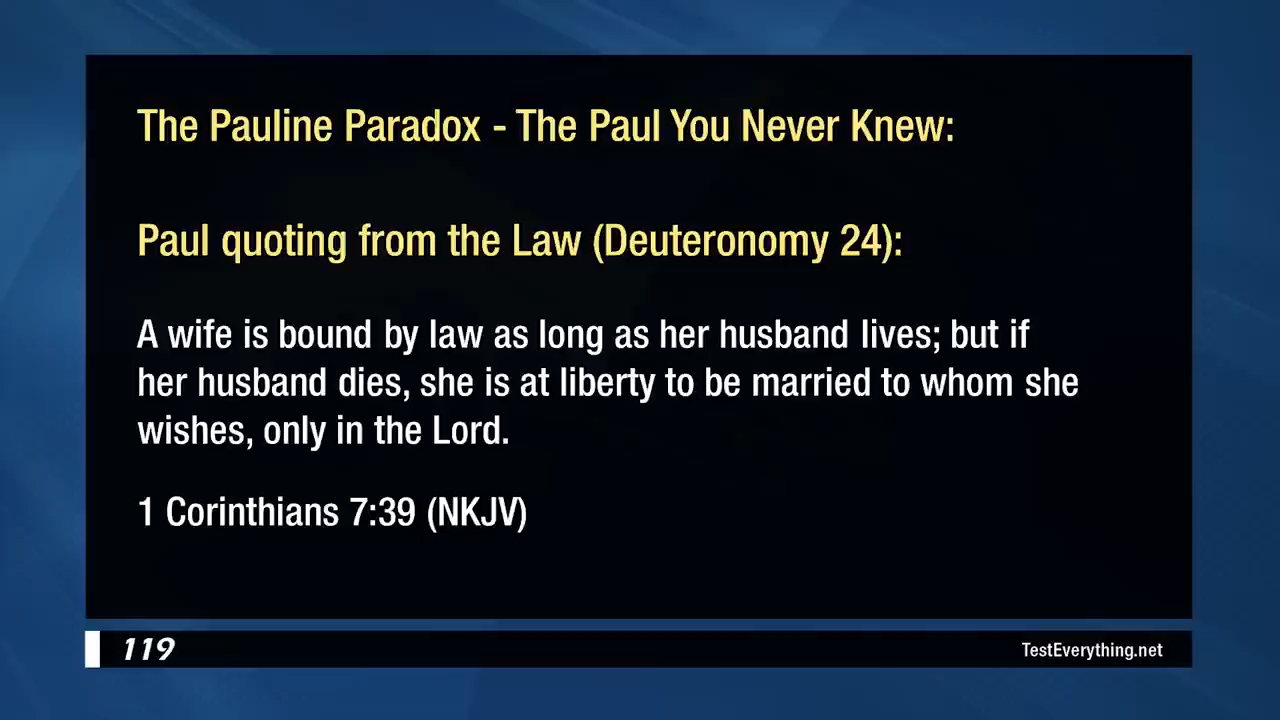 The Pauline Paradox - The Paul You Never Knew:
Paul quoting from the Law (Deuteronomy 24):
A wife is bound by law as long as her husband lives; but if
her husband dies, she is at liberty to be married to whom she
wishes, only in the Lord.
1 Corinthians 7:39 (NKJV)
119
TestEverything.net